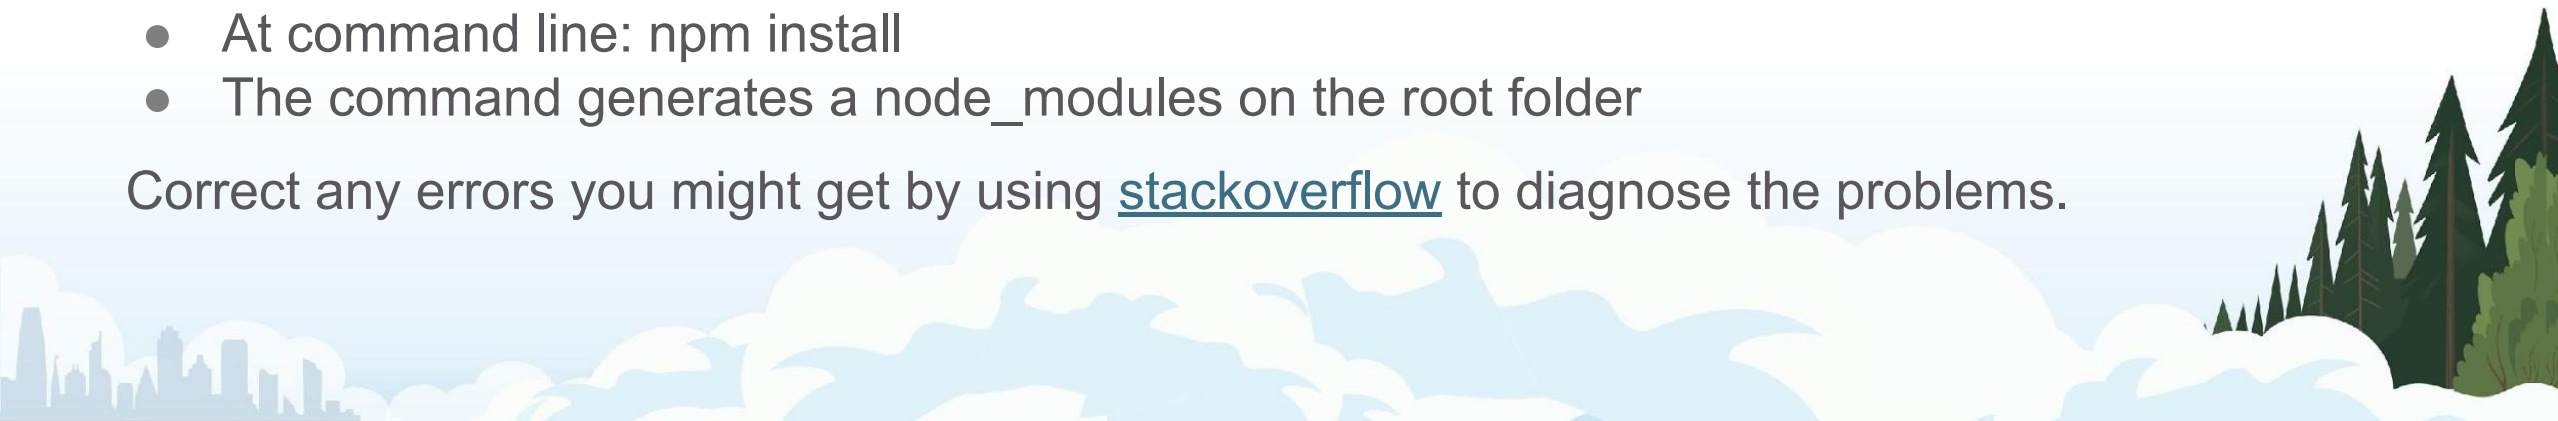 ● At command line: npm install
● The command generates a node_modules on the root folder
Correct any errors you might get by using stackoverflow to diagnose the problems.